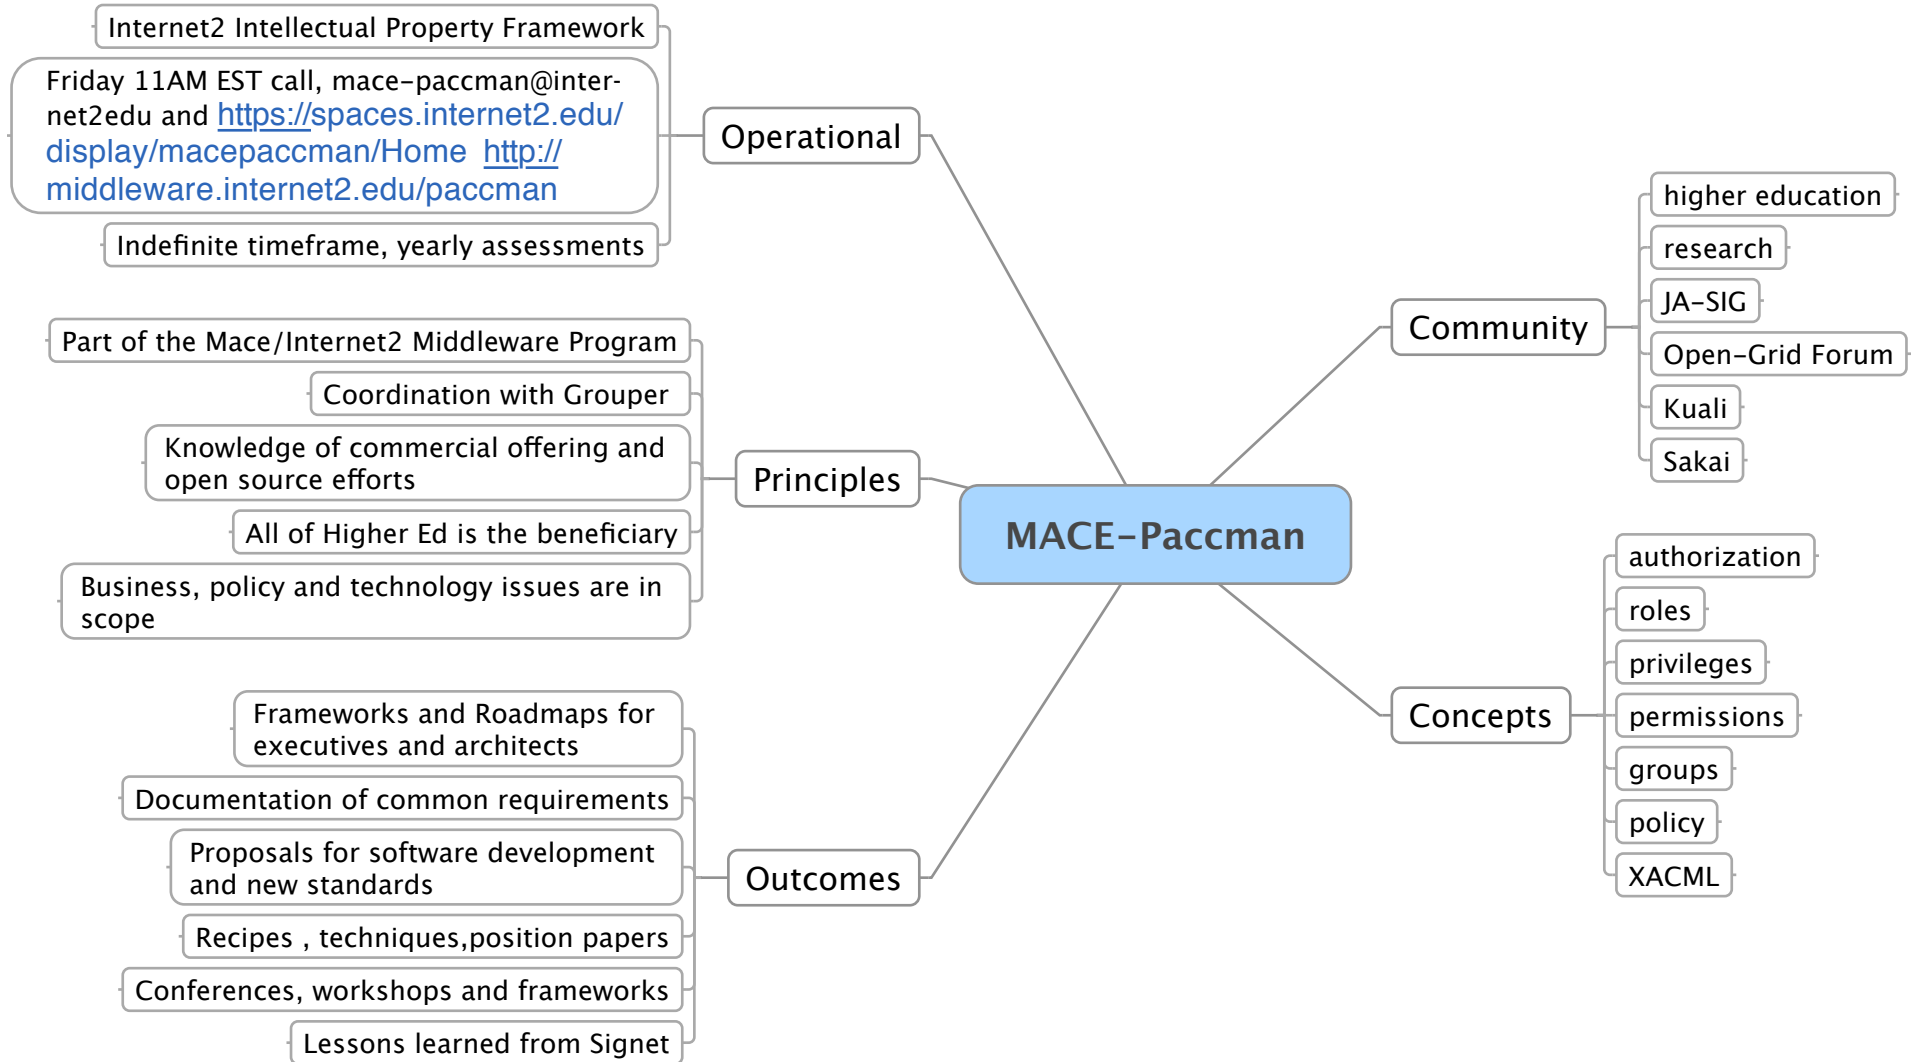 Internet2 Intellectual Property Framework
Friday 11AM EST call, mace-paccman@inter-
net2edu and https://spaces.internet2.edu/
display/macepaccman/Home http://
middleware.internet2.edu/paccman
Indefinite timeframe, yearly assessments
Operational
Part of the Mace/Internet2 Middleware Program
Coordination with Grouper
Knowledge of commercial offering and
open source efforts
All of Higher Ed is the beneficiary
Business, policy and technology issues are in
scope
Principles
Frameworks and Roadmaps for
executives and architects
Documentation of common requirements
Proposals for software development
and new standards
Recipes , techniques,position papers
Conferences, workshops and frameworks
Lessons learned from Signet
Outcomes
MACE-Paccman
Community
higher education
research
JA-SIG
Open-Grid Forum
Kuali
Sakai
Concepts
authorization
roles
privileges
permissions
groups
policy
XACML